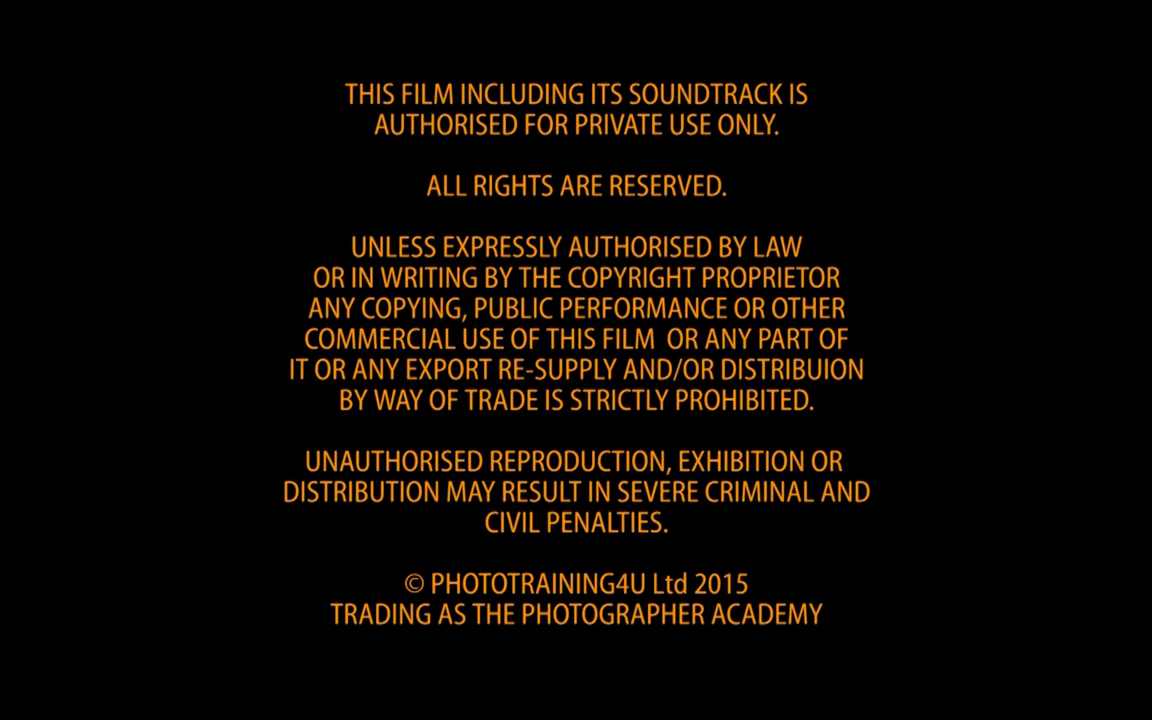 THIS FILM INCLUDING ITS SOUNDTRACK IS
AUTHORISED FOR PRIVATE USE ONLY.
ALL RIGHTS ARE RESERVED.
UNLESS EXPRESSLY AUTHORISED BY LAW
OR IN WRITING BY THE COPYRIGHT PROPRIETOR
ANY COPYING, PUBLIC PERFORMANCE OR OTHER
COMMERCIAL USE OF THIS FILM  OR ANY PART OF
IT OR ANY EXPORT RE-SUPPLY AND/OR DISTRIBUION
BY WAY OF TRADE IS STRICTLY PROHIBITED.
UNAUTHORISED REPRODUCTION, EXHIBITION OR
DISTRIBUTION MAY RESULT IN SEVERE CRIMINAL AND
CIVIL PENALTIES.
© PHOTOTRAINING4U Ltd 2015
TRADING AS THE PHOTOGRAPHER ACADEMY